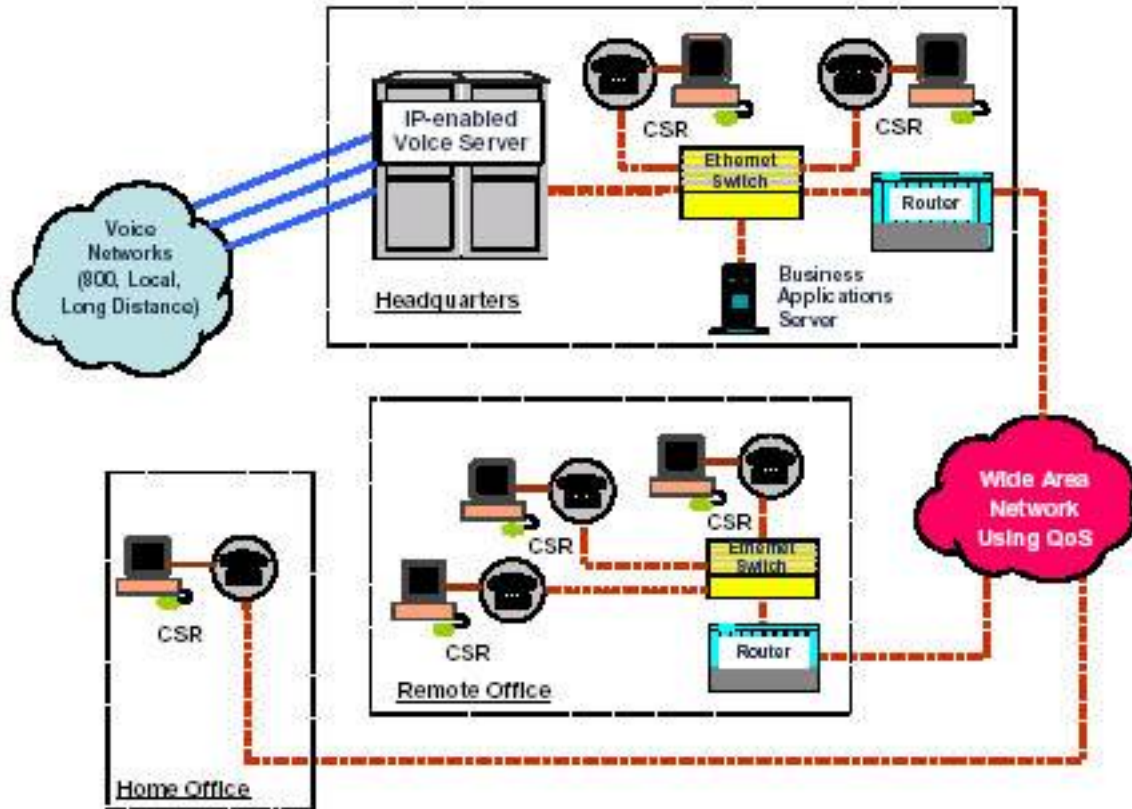 IP-enabled
Voice Server
CSR
CSR
Ethernet
Switch
Router
Voice
Networks
(800, Local,
Long Distance)
Business
Applications
Server
Headquarters
Wide Area
Network
Using QoS
CSR
CSR
Ethernet
Switch
CSR
Router
Remote Office
CSR
Home Office